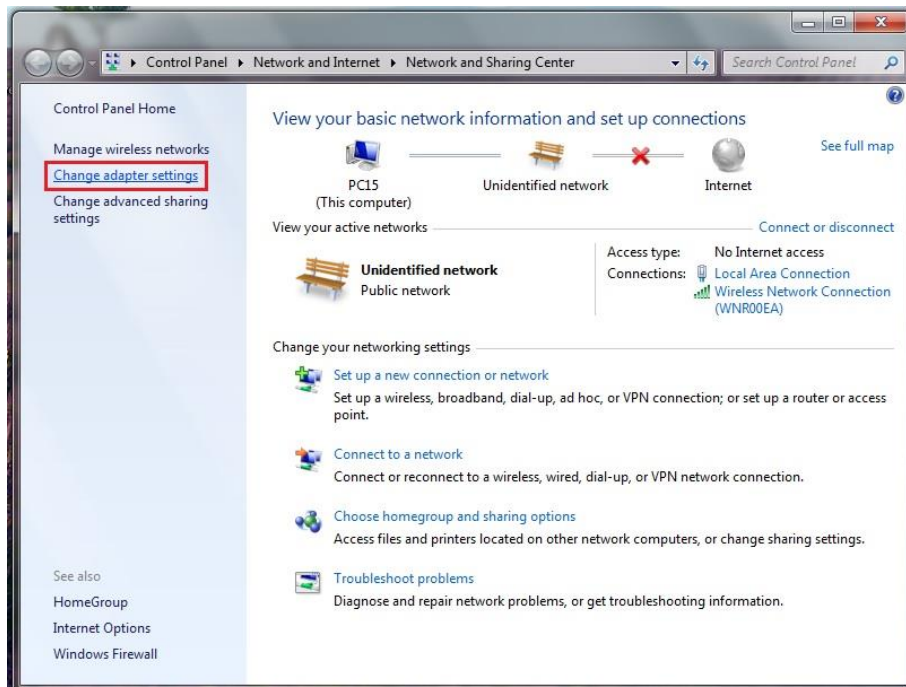 Control Panel ▸ Network and Internet ▸ Network and Sharing Center
Search Control Panel
Control Panel Home
Manage wireless networks
Change adapter settings
Change advanced sharing
settings
See also
HomeGroup
Internet Options
Windows Firewall
View your basic network information and set up connections
See full map
PC15
(This computer)
Unidentified network
Internet
View your active networks
Connect or disconnect
Unidentified network
Public network
Access type: No Internet access
Connections: Local Area Connection
Wireless Network Connection
(WNR00EA)
Change your networking settings
Set up a new connection or network
Set up a wireless, broadband, dial-up, ad hoc, or VPN connection; or set up a router or access
point.
Connect to a network
Connect or reconnect to a wireless, wired, dial-up, or VPN network connection.
Choose homegroup and sharing options
Access files and printers located on other network computers, or change sharing settings.
Troubleshoot problems
Diagnose and repair network problems, or get troubleshooting information.